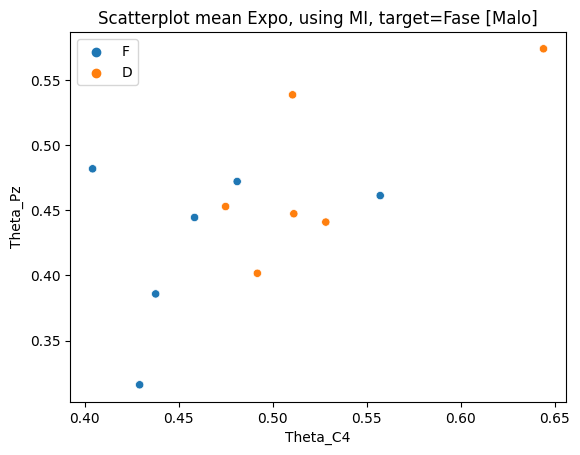 Scatterplot mean Expo, using MI, target=Fase [Malo]
F
D
0.55
0.50
0.45
0.40
0.35
Theta_Pz
0.40
0.45
0.50
0.55
0.60
0.65
Theta_C4